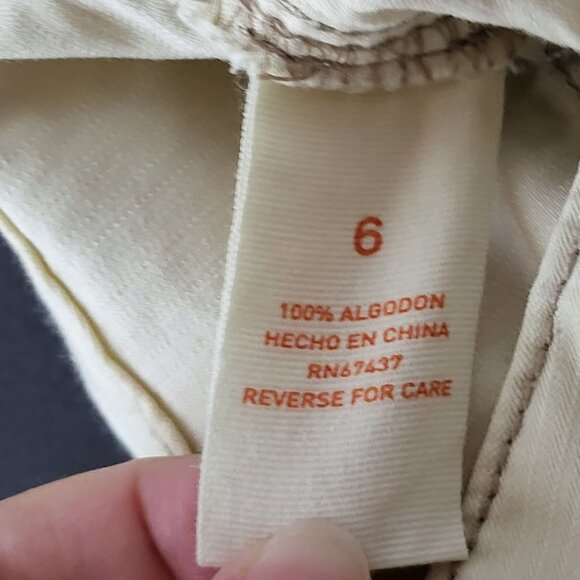 6
100% ALGODON
HECHO EN CHINA
RN67437
REVERSE FOR CARE